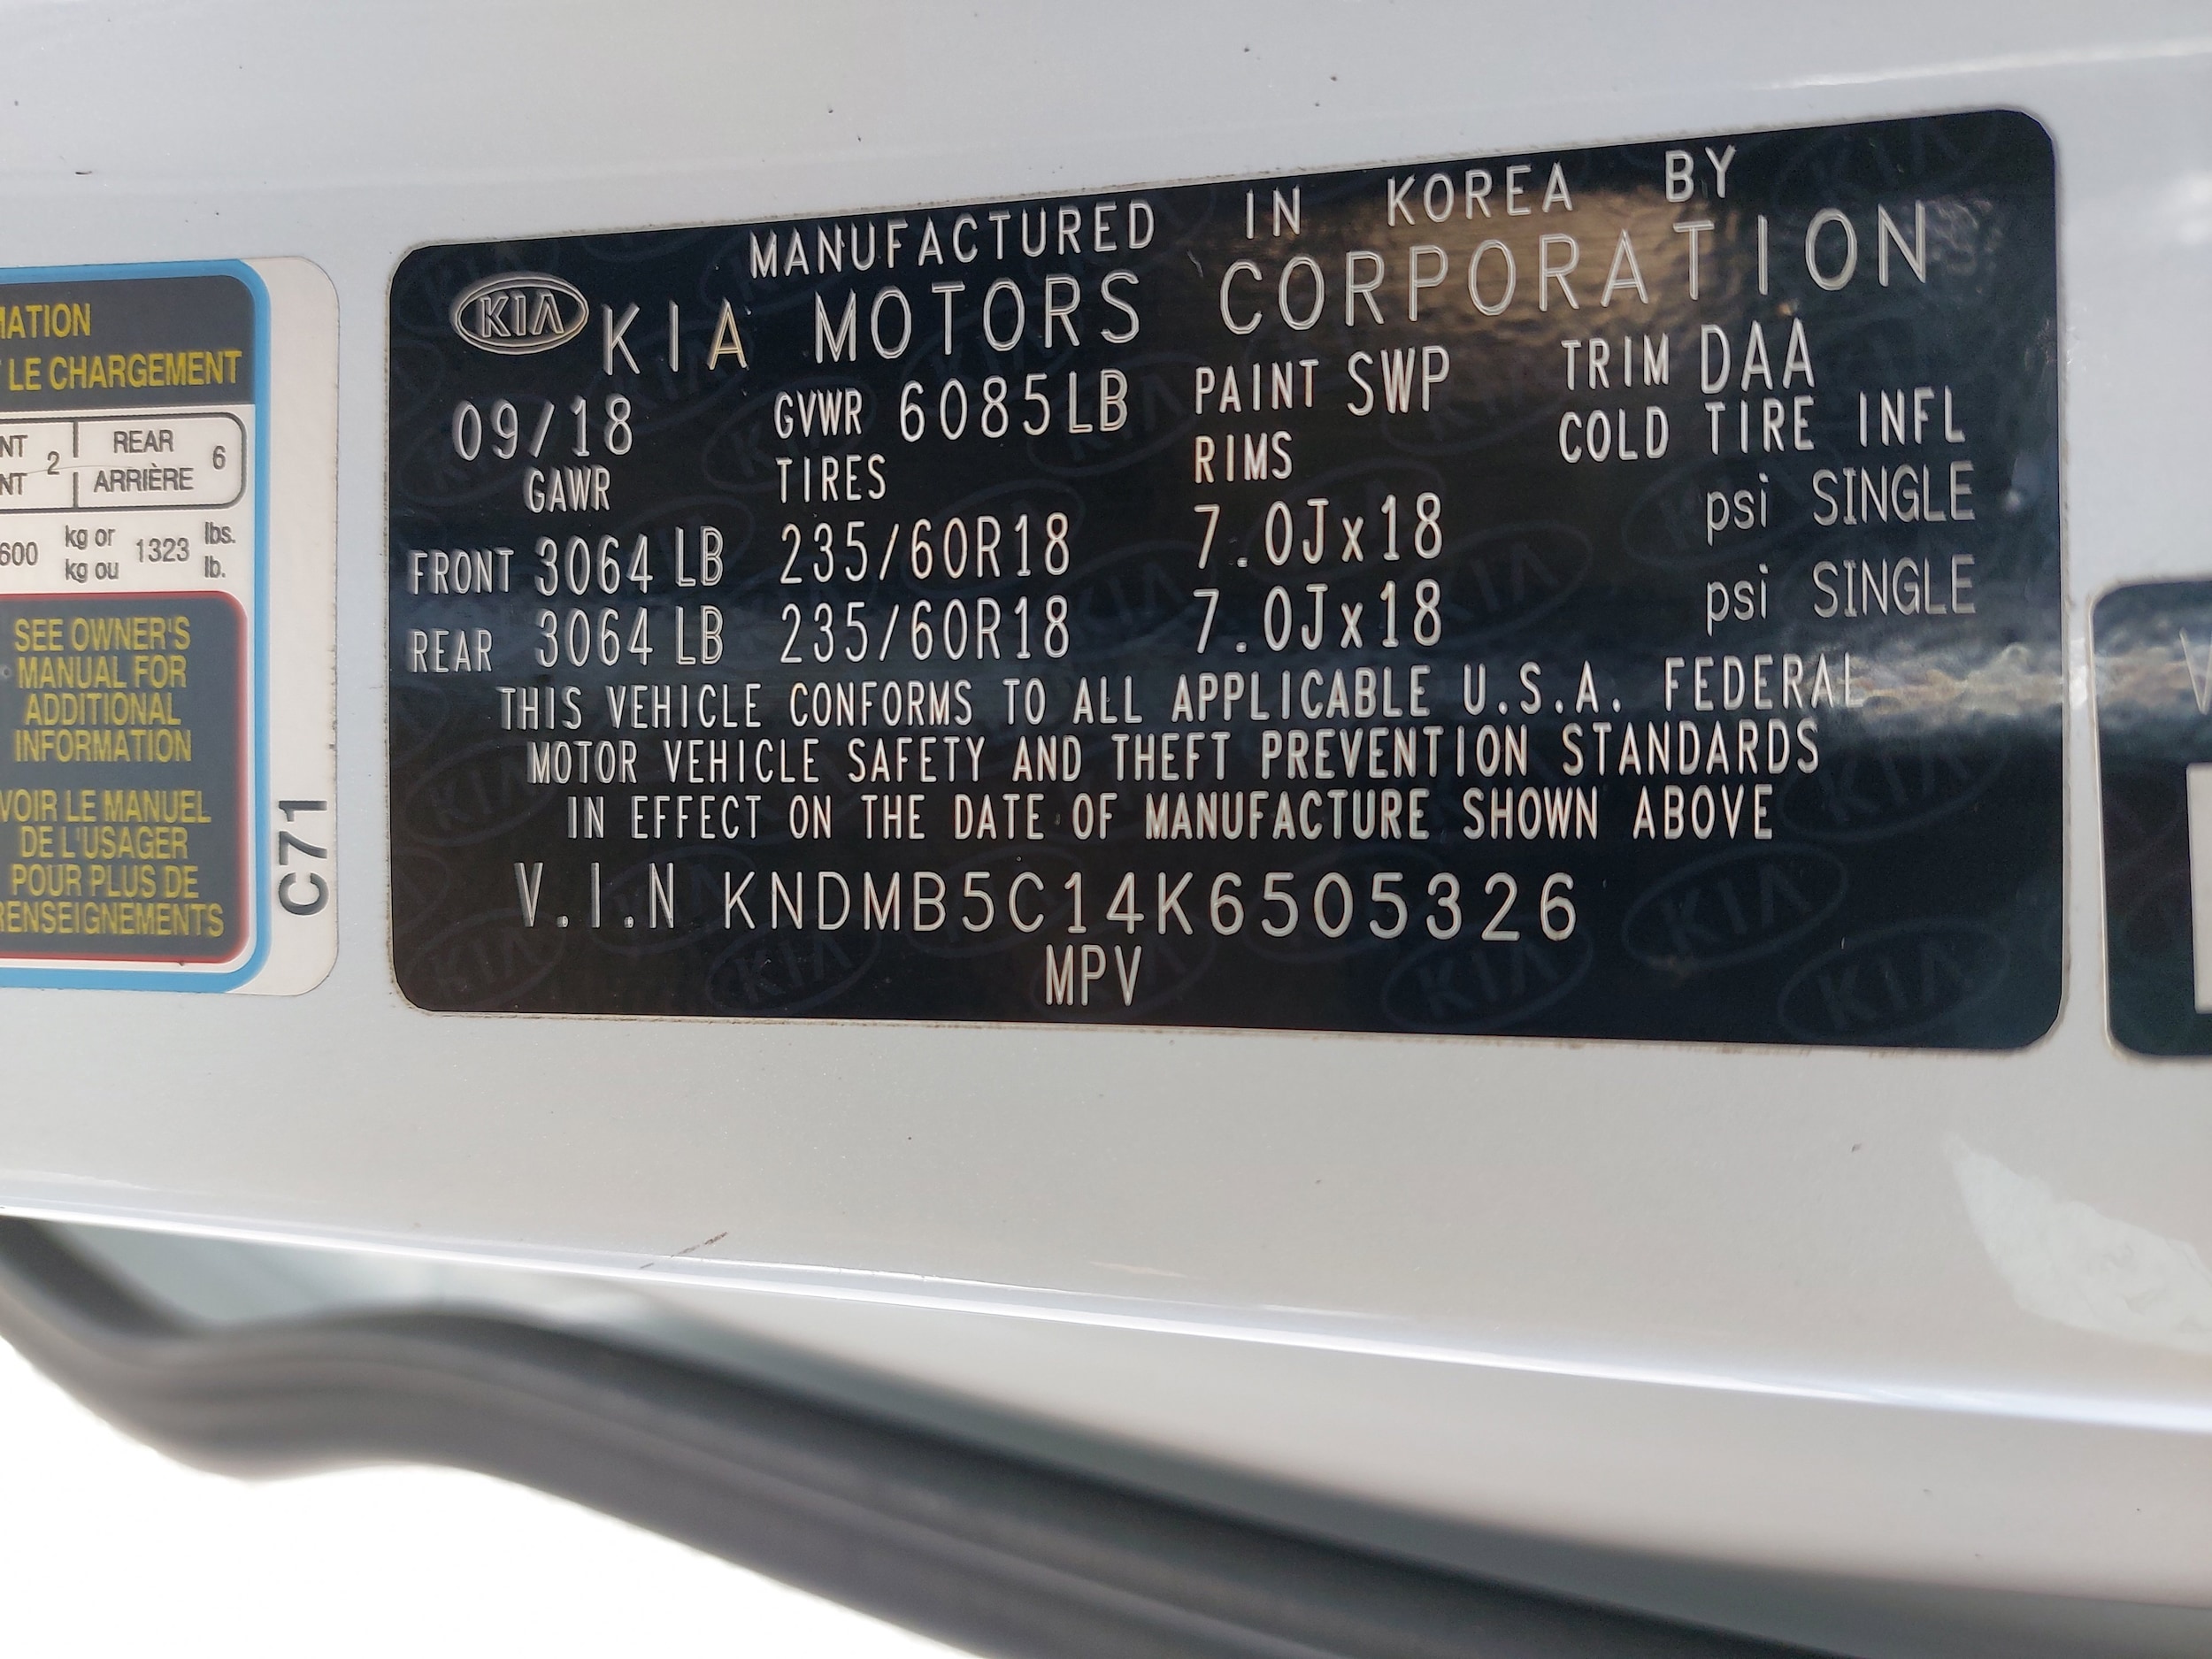 MATION
LE CHARGEMENT
NT 2 REAR 6
NT ARRIÈRE
600 kg or 1323 lbs.
kg ou lb.
SEE OWNER'S
MANUAL FOR
ADDITIONAL
INFORMATION
VOIR LE MANUEL
DE L'USAGER
POUR PLUS DE
RENSEIGNEMENTS
C71
MANUFACTURED IN KOREA BY
KIA KIA MOTORS CORPORATION
09/18 GVWR 6085LB PAINT SWP TRIM DAA
GAWR TIRES RIMS COLD TIRE INFL
FRONT 3064 LB 235/60R18 7.0Jx18 psi SINGLE
REAR 3064 LB 235/60R18 7.0Jx18 psi SINGLE
THIS VEHICLE CONFORMS TO ALL APPLICABLE U.S.A. FEDERAL
MOTOR VEHICLE SAFETY AND THEFT PREVENTION STANDARDS
IN EFFECT ON THE DATE OF MANUFACTURE SHOWN ABOVE
V.I.N KNDMB5C14K6505326
MPV